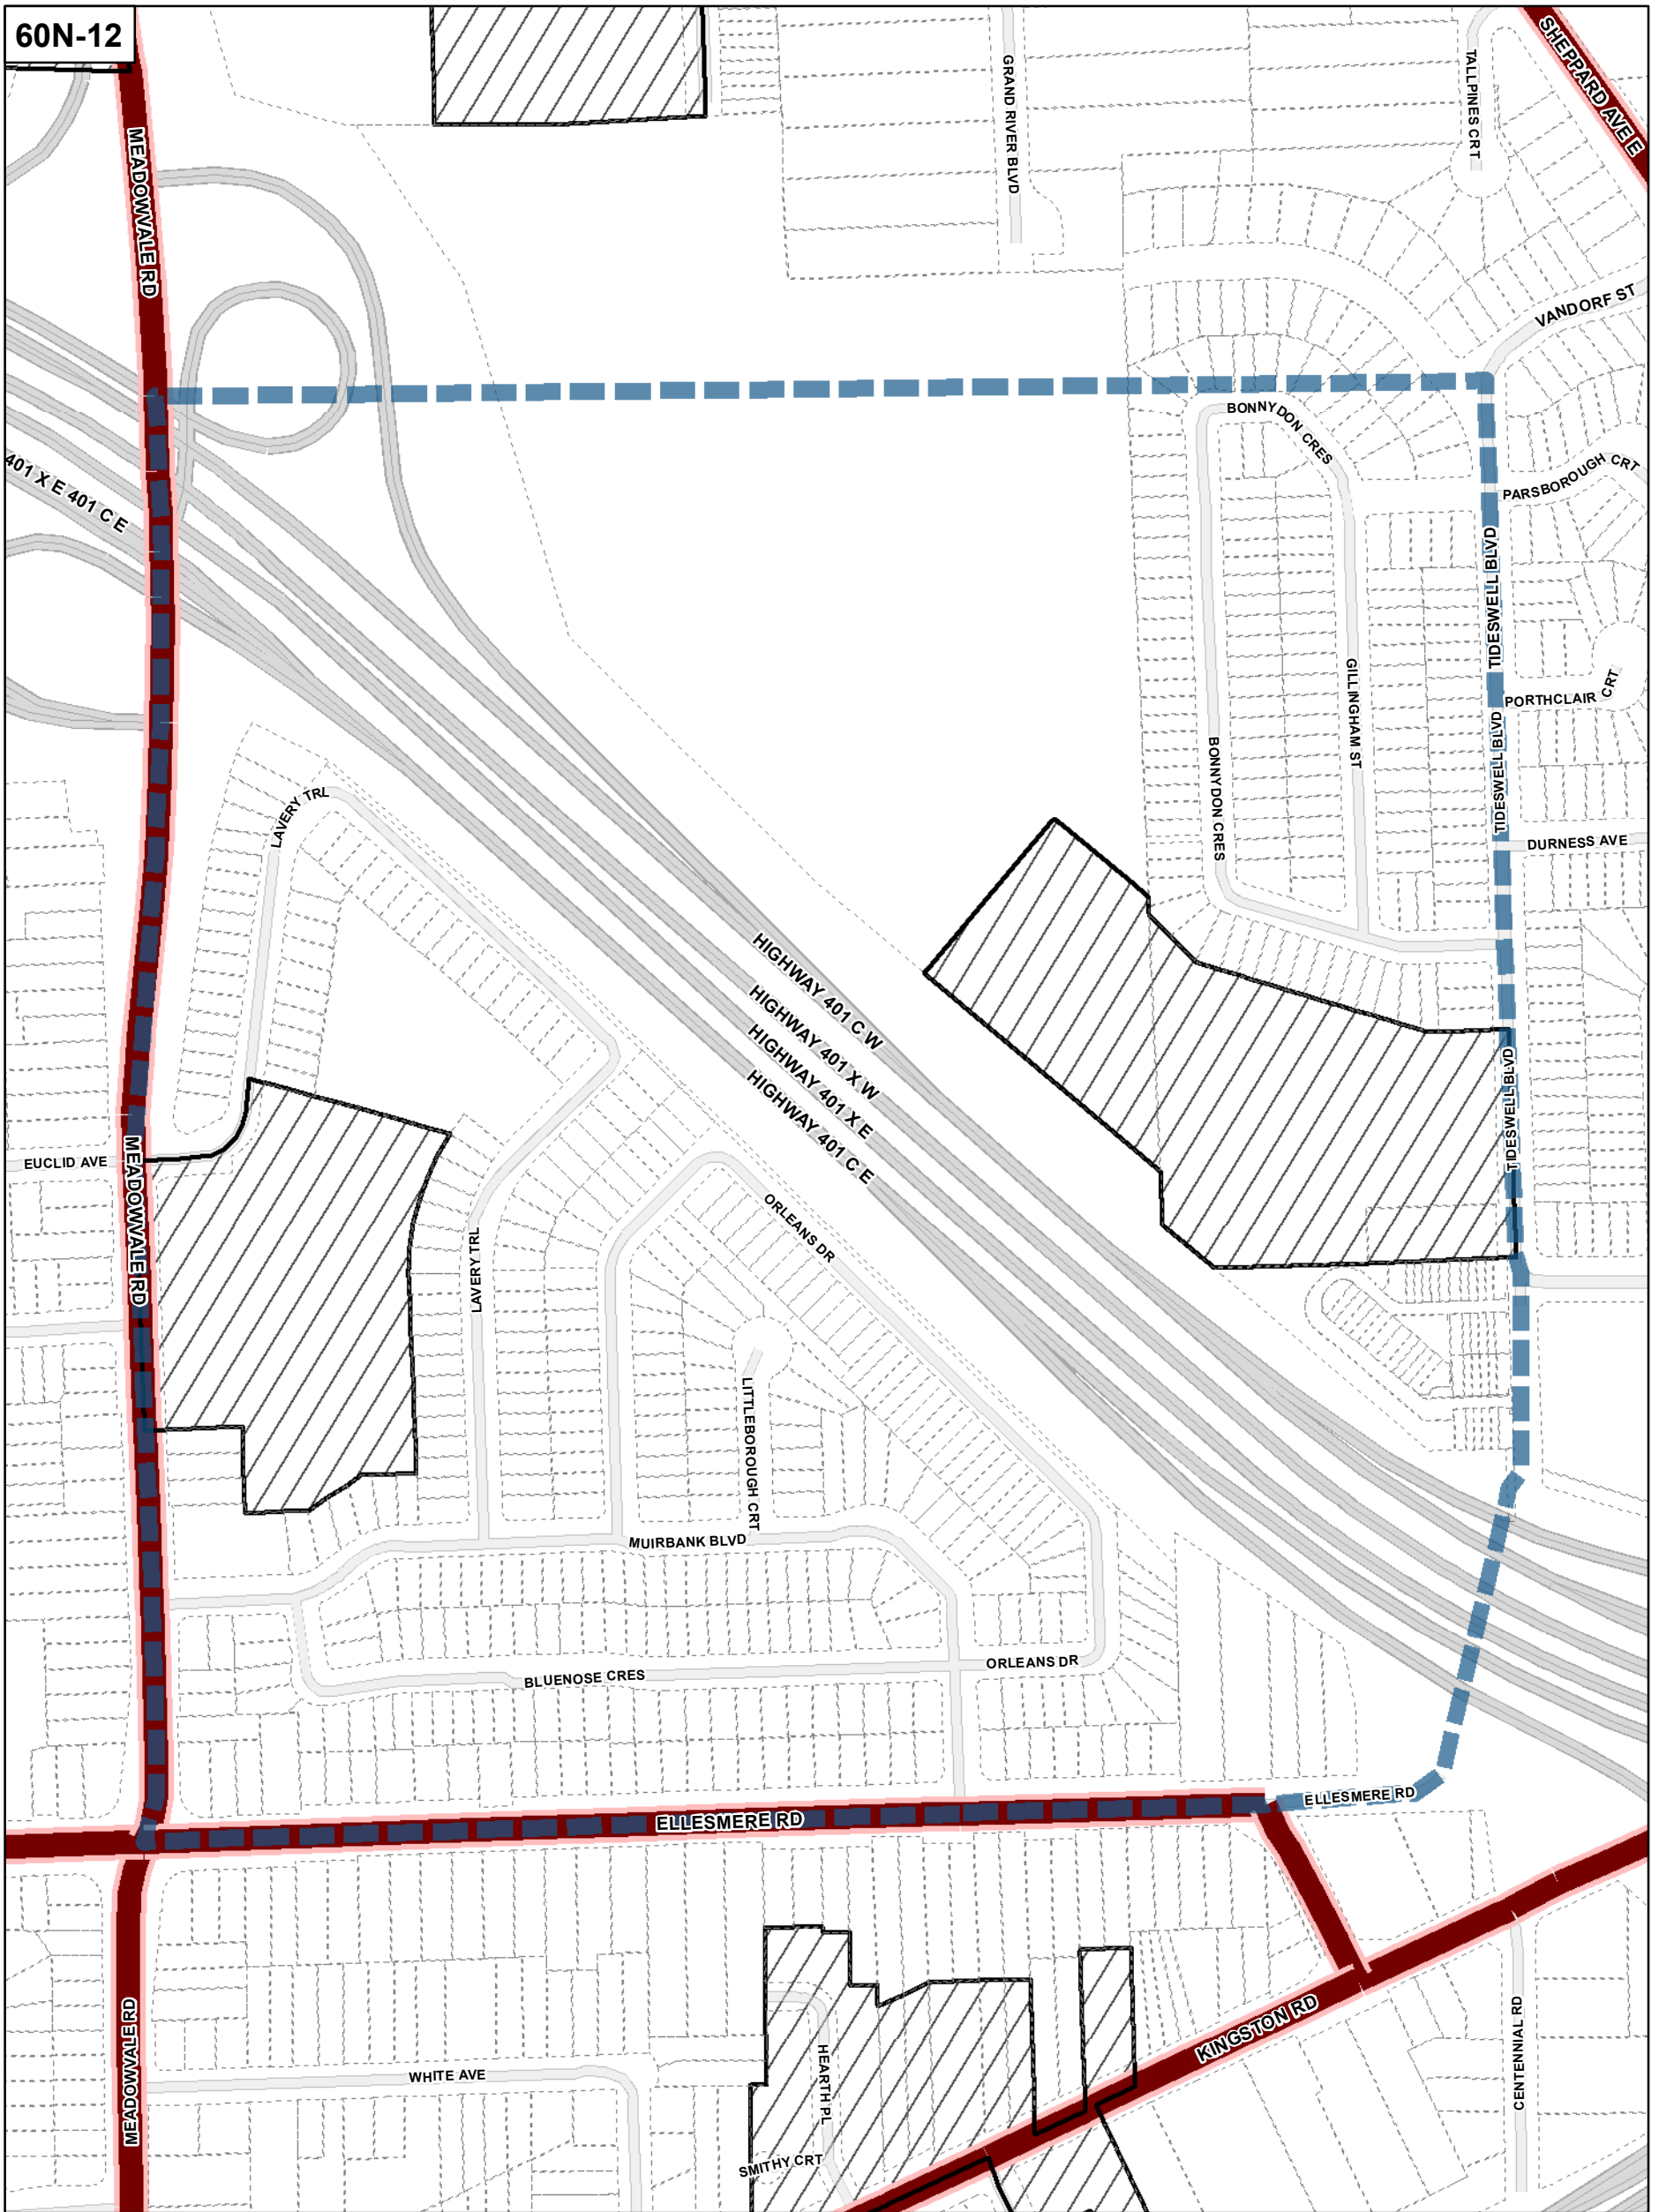 60N-12
SHEPPARD AVE E
TALLPINES CRT
GRAND RIVER BLVD
MEADOWVALE RD
VANDORF ST
BONNYDON CRES
PARSBOROUGH CRT
401 X E 401 C E
TIDESWELL BLVD
PORTHCLAIR CRT
GILLINGHAM ST
TIDESWELL BLVD
BONNYDON CRES
LAVERY TRL
DURNESS AVE
HIGHWAY 401 C W
HIGHWAY 401 X W
HIGHWAY 401 X E
HIGHWAY 401 C E
TIDESWELL BLVD
EUCLID AVE
MEADOWVALE RD
ORLEANS DR
LAVERY TRL
LITTLEBOROUGH CRT
MUIRBANK BLVD
ORLEANS DR
BLUENOSE CRES
ELLESMERE RD
ELLESMERE RD
KINGSTON RD
CENTENNIAL RD
MEADOWVALE RD
WHITE AVE
HEARTH PL
SMITHY CRT